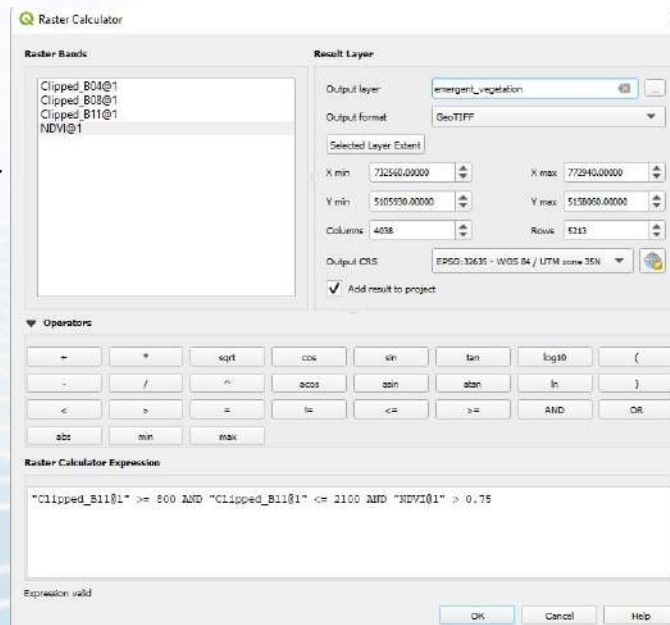 Raster Calculator
Raster Bands
Clipped_B04@1
Clipped_B08@1
Clipped_B11@1
NDVI@1
Result Layer
Output layer emergent_vegetation ...
Output format GeoTIFF
Selected Layer Extent
X min 732560.00000 X max 772940.00000
Y min 5105930.00000 Y max 5158060.00000
Columns 4038 Rows 5213
Output CRS EPSG:32635 - WGS 84 / UTM zone 35N
Add result to project
Operators
+ * sqrt cos sin tan log10 (
- / ^ acos asin atan ln )
< > = != <= >= AND OR
abs min max
Raster Calculator Expression
"Clipped_B11@1" >= 800 AND "Clipped_B11@1" <= 2100 AND "NDVI@1" > 0.75
Expression valid
OK Cancel Help